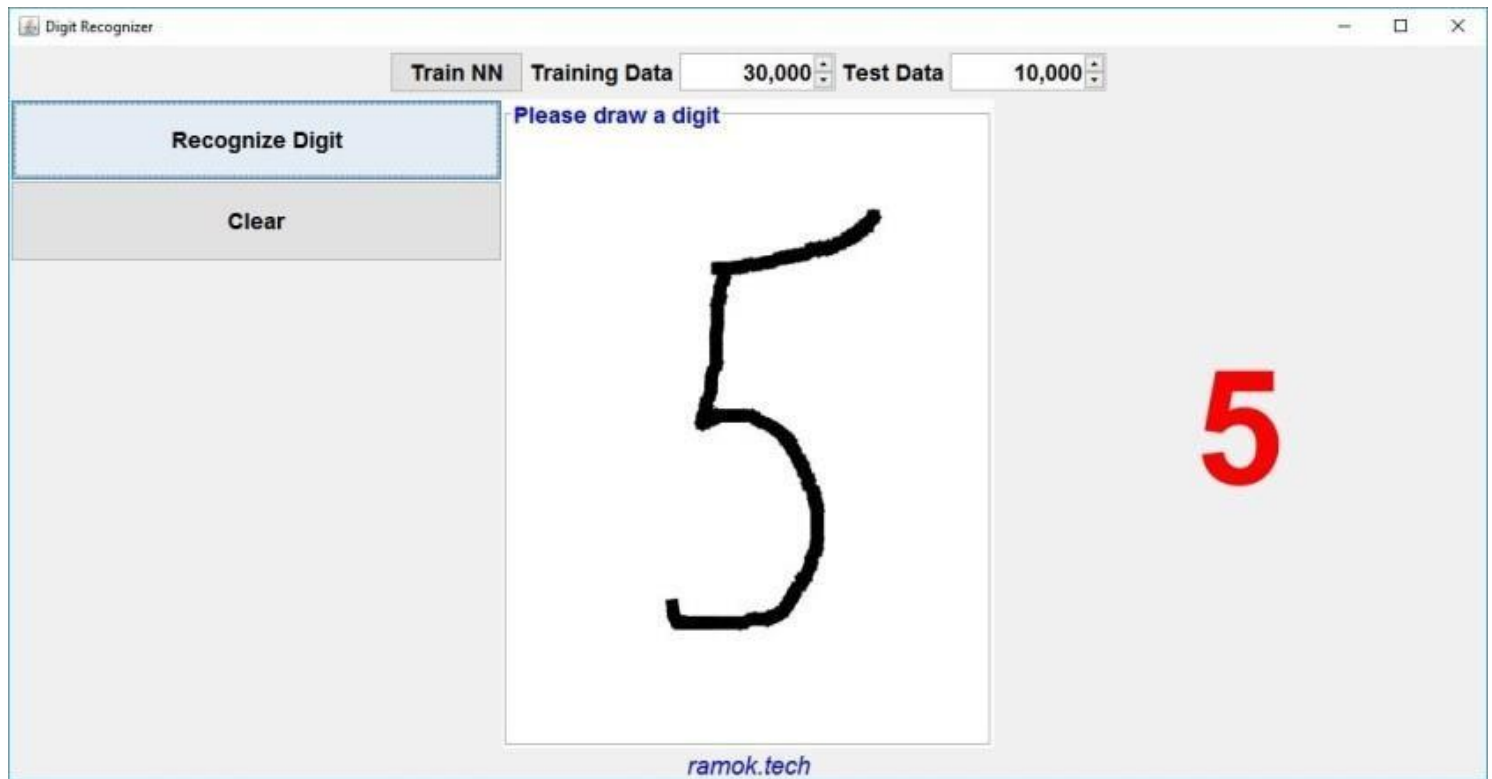 Digit Recognizer
Train NN Training Data 30,000 Test Data 10,000
Recognize Digit
Clear
Please draw a digit
5
5
ramok.tech